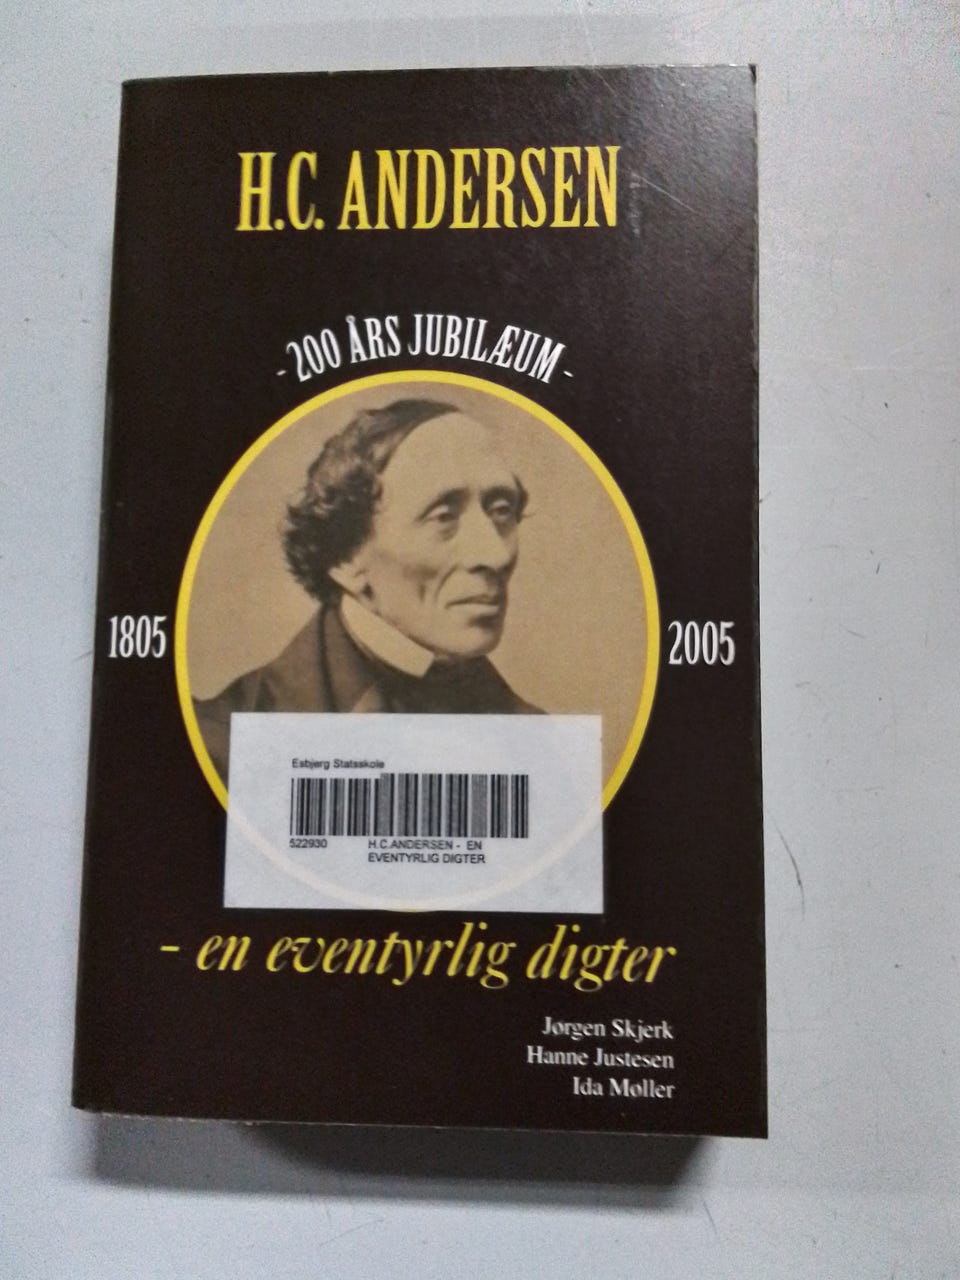 H.C. ANDERSEN
- 200 ÅRS JUBILÆUM -
1805
2005
Esbjerg Statsskole
522930 H.C.ANDERSEN - EN
EVENTYRLIG DIGTER
- en eventyrlig digter
Jørgen Skjerk
Hanne Justesen
Ida Møller